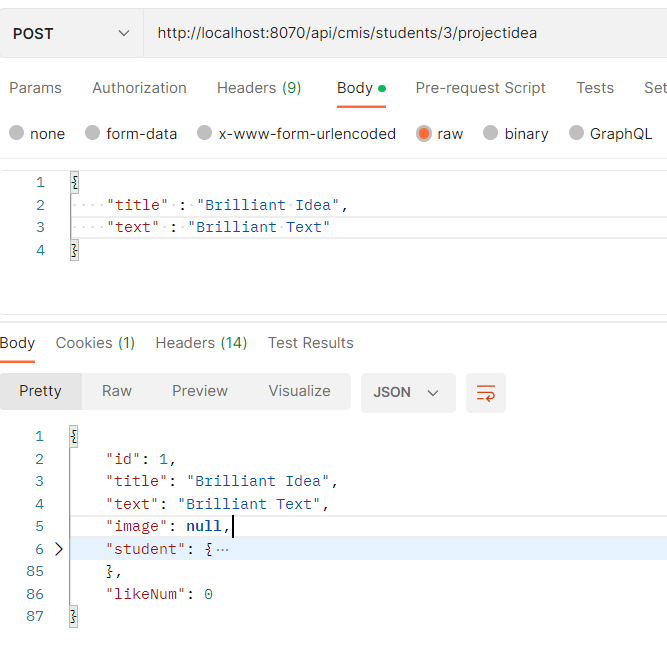 POST http://localhost:8070/api/cmis/students/3/projectidea
Params Authorization Headers (9) Body Pre-request Script Tests Set
none form-data x-www-form-urlencoded raw binary GraphQL
1 {
2 "title" : "Brilliant Idea",
3 "text" : "Brilliant Text"
4 }
Body Cookies (1) Headers (14) Test Results
Pretty Raw Preview Visualize JSON
1 {
2 "id": 1,
3 "title": "Brilliant Idea",
4 "text": "Brilliant Text",
5 "image": null,
6 "student": { ···
85 },
86 "likeNum": 0
87 }